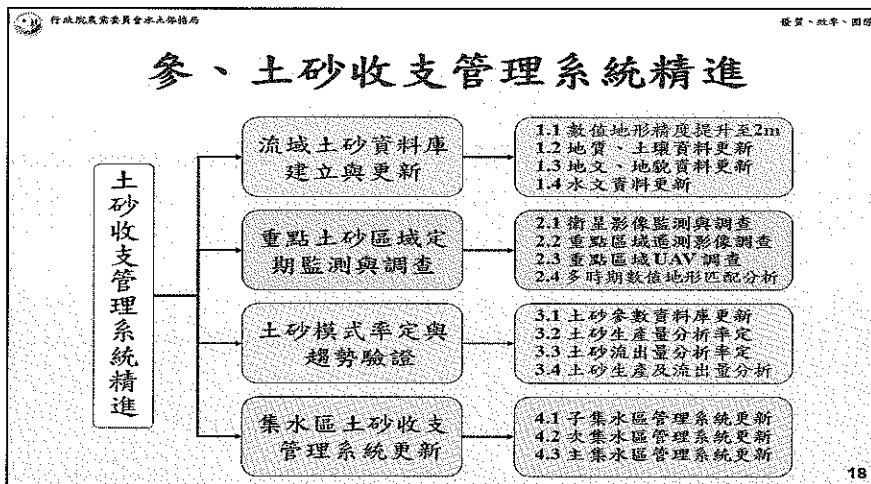 行政院農業委員會水土保持局
優質、效率、團隊
參、土砂收支管理系統精進
土砂收支管理系統精進
流域土砂資料庫
建立與更新
1.1 數值地形精度提升至2m
1.2 地質、土壤資料更新
1.3 地文、地貌資料更新
1.4 水文資料更新
重點土砂區域定
期監測與調查
2.1 衛星影像監測與調查
2.2 重點區域遙測影像調查
2.3 重點區域UAV調查
2.4 多時期數值地形匹配分析
土砂模式率定與
趨勢驗證
3.1 土砂參數資料庫更新
3.2 土砂生產量分析率定
3.3 土砂流出量分析率定
3.4 土砂生產及流出量分析
集水區土砂收支
管理系統更新
4.1 子集水區管理系統更新
4.2 次集水區管理系統更新
4.3 主集水區管理系統更新
18